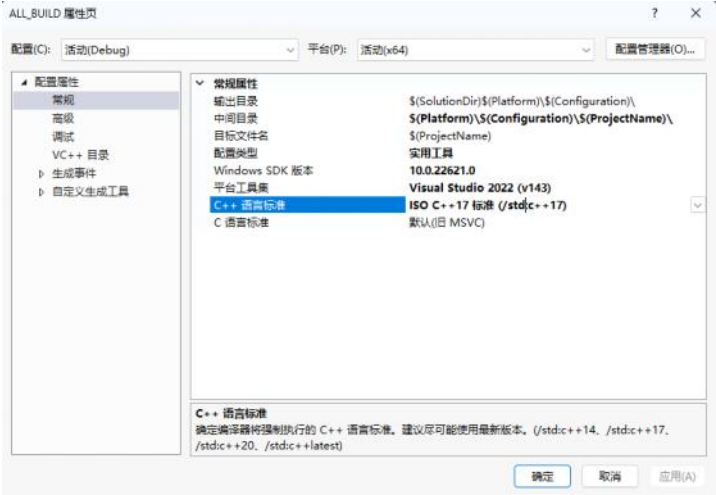 ALL_BUILD 属性页
? ×
配置(C): 活动(Debug) 平台(P): 活动(x64) 配置管理器(O)...
配置属性
常规
高级
调试
VC++ 目录
生成事件
自定义生成工具
常规属性
输出目录 $(SolutionDir)$(Platform)\$(Configuration)\
中间目录 $(Platform)\$(Configuration)\$(ProjectName)\
目标文件名 $(ProjectName)
配置类型 实用工具
Windows SDK 版本 10.0.22621.0
平台工具集 Visual Studio 2022 (v143)
C++ 语言标准 ISO C++17 标准 (/std:c++17)
C 语言标准 默认(旧 MSVC)
C++ 语言标准
确定编译器将强制执行的 C++ 语言标准。建议尽可能使用最新版本。(/std:c++14、/std:c++17、
/std:c++20、/std:c++latest)
确定 取消 应用(A)